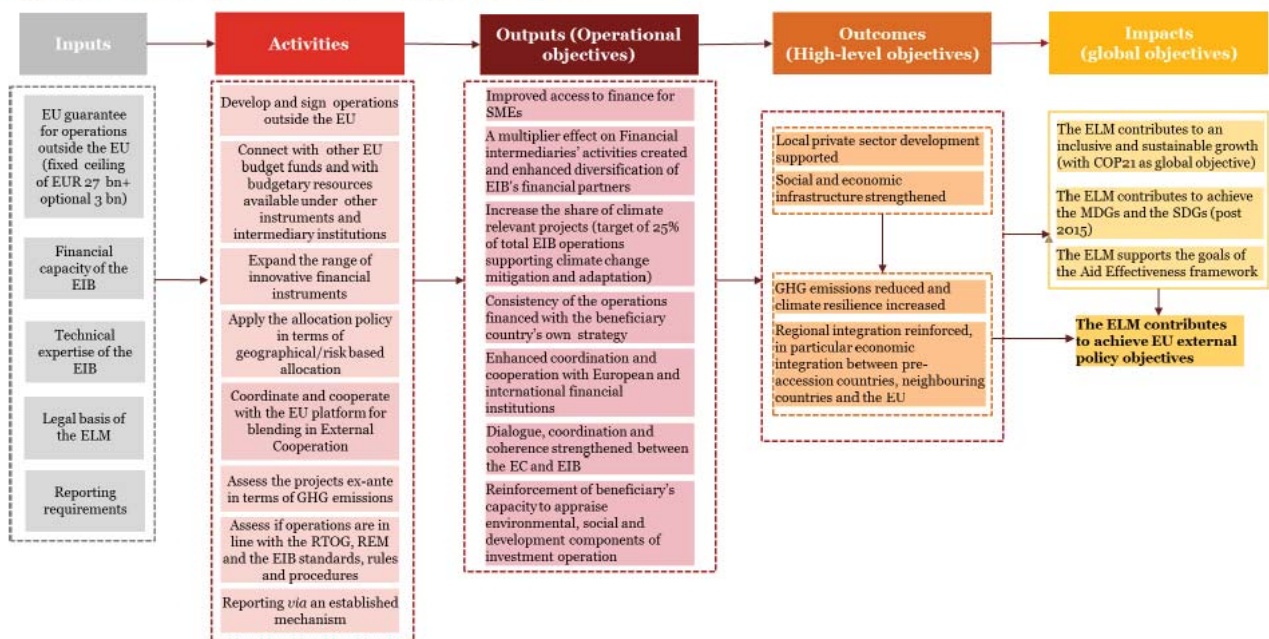 Inputs
Activities
Outputs (Operational
objectives)
Outcomes
(High-level objectives)
Impacts
(global objectives)
EU guarantee
for operations
outside the EU
(fixed ceiling
of EUR 27 bn+
optional 3 bn)
Financial
capacity of the
EIB
Technical
expertise of the
EIB
Legal basis of
the ELM
Reporting
requirements
Develop and sign operations
outside the EU
Connect with other EU
budget funds and with
budgetary resources
available under other
instruments and
intermediary institutions
Expand the range of
innovative financial
instruments
Apply the allocation policy
in terms of
geographical/risk based
allocation
Coordinate and cooperate
with the EU platform for
blending in External
Cooperation
Assess the projects ex-ante
in terms of GHG emissions
Assess if operations are in
line with the RTOG, REM
and the EIB standards, rules
and procedures
Reporting via an established
mechanism
Improved access to finance for
SMEs
A multiplier effect on Financial
intermediaries' activities created
and enhanced diversification of
EIB's financial partners
Increase the share of climate
relevant projects (target of 25%
of total EIB operations
supporting climate change
mitigation and adaptation)
Consistency of the operations
financed with the beneficiary
country's own strategy
Enhanced coordination and
cooperation with European and
international financial
institutions
Dialogue, coordination and
coherence strengthened between
the EC and EIB
Reinforcement of beneficiary's
capacity to appraise
environmental, social and
development components of
investment operation
Local private sector development
supported
Social and economic
infrastructure strengthened
GHG emissions reduced and
climate resilience increased
Regional integration reinforced,
in particular economic
integration between pre-
accession countries, neighbouring
countries and the EU
The ELM contributes to an
inclusive and sustainable growth
(with COP21 as global objective)
The ELM contributes to achieve
the MDGs and the SDGs (post
2015)
The ELM supports the goals of
the Aid Effectiveness framework
The ELM contributes
to achieve EU external
policy objectives